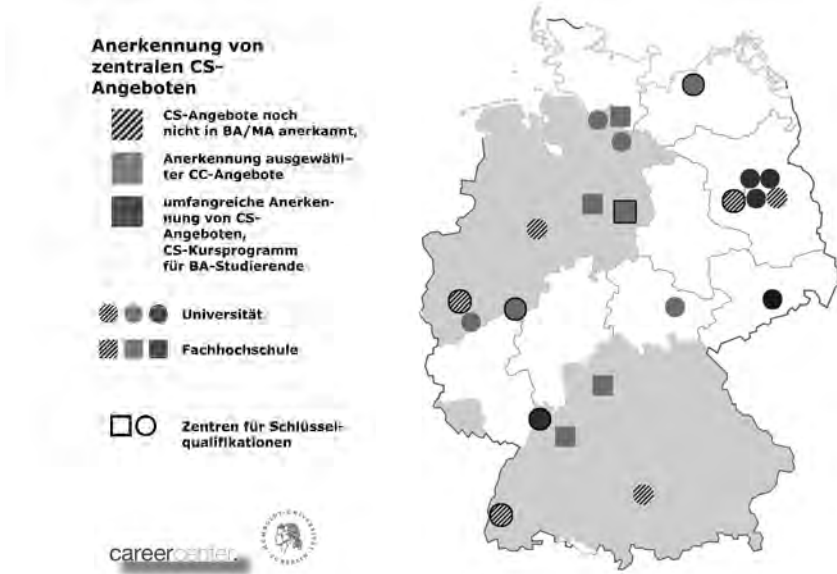 Anerkennung von
zentralen CS-
Angeboten
CS-Angebote noch
nicht in BA/MA anerkannt,
Anerkennung ausgewähl-
ter CC-Angebote
umfangreiche Anerken-
nung von CS-
Angeboten,
CS-Kursprogramm
für BA-Studierende
Universität
Fachhochschule
Zentren für Schlüssel-
qualifikationen
careercenter.